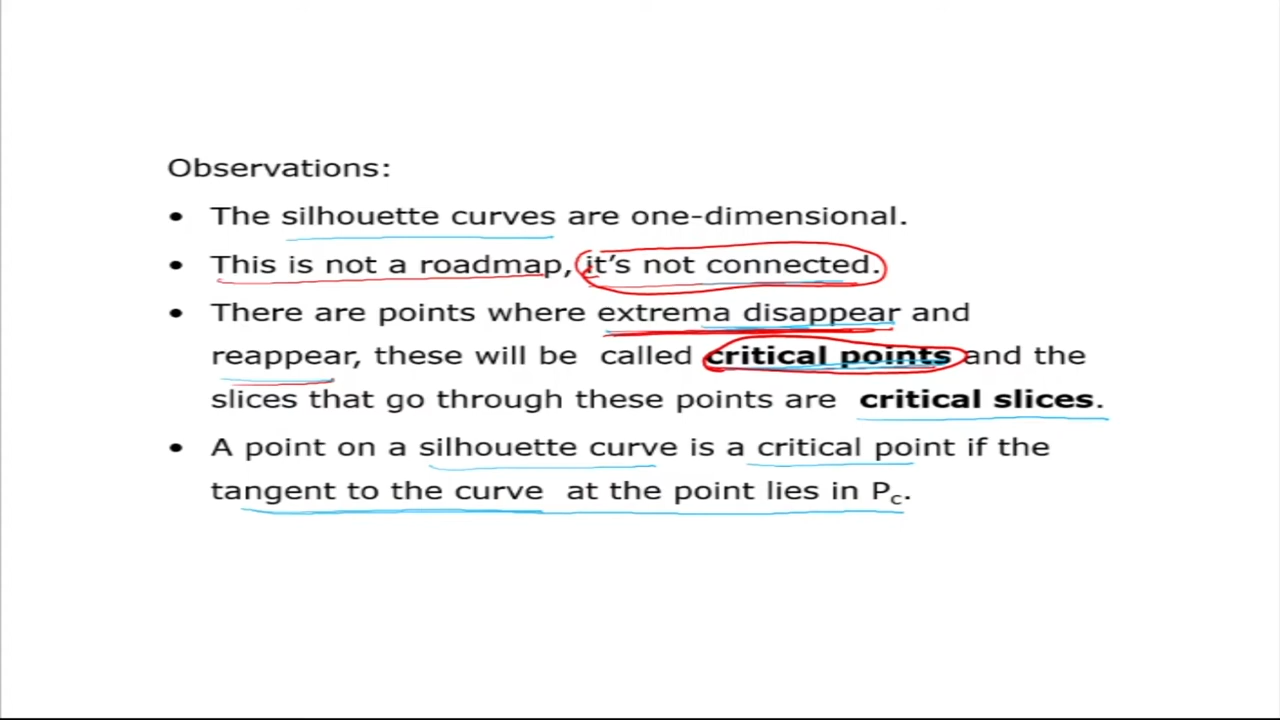 Observations:
• The silhouette curves are one-dimensional.
• This is not a roadmap, it's not connected.
• There are points where extrema disappear and
reappear, these will be called critical points and the
slices that go through these points are critical slices.
• A point on a silhouette curve is a critical point if the
tangent to the curve at the point lies in Pc.